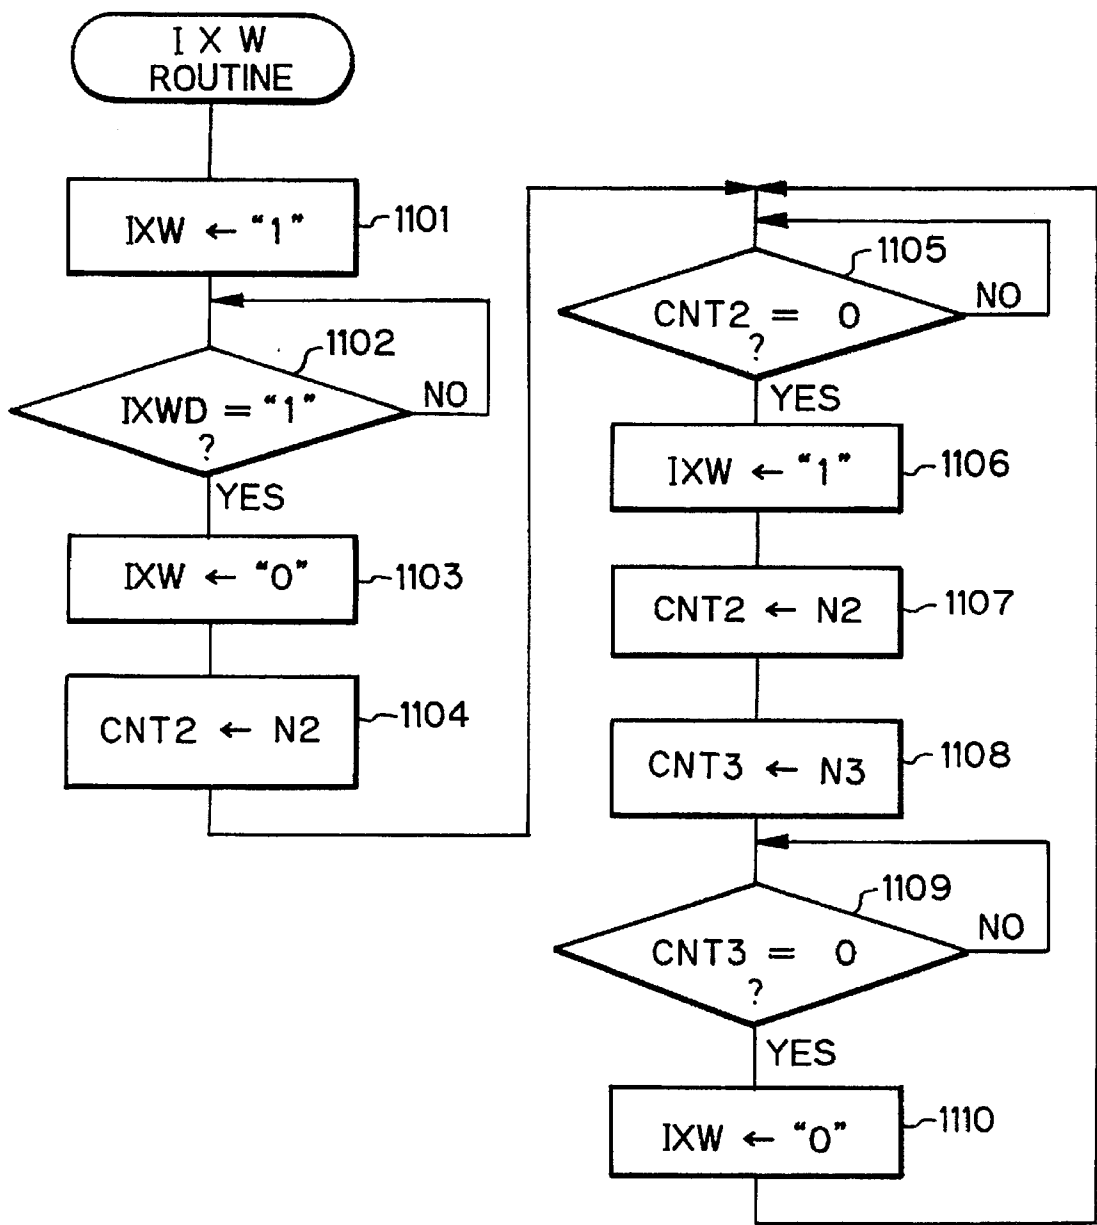 I X W
ROUTINE
IXW ← “1”
1101
1102
IXWD = “1”
?
NO
YES
IXW ← “0”
1103
CNT2 ← N2
1104
1105
CNT2 = 0
?
NO
YES
IXW ← “1”
1106
CNT2 ← N2
1107
CNT3 ← N3
1108
1109
CNT3 = 0
?
NO
YES
IXW ← “0”
1110